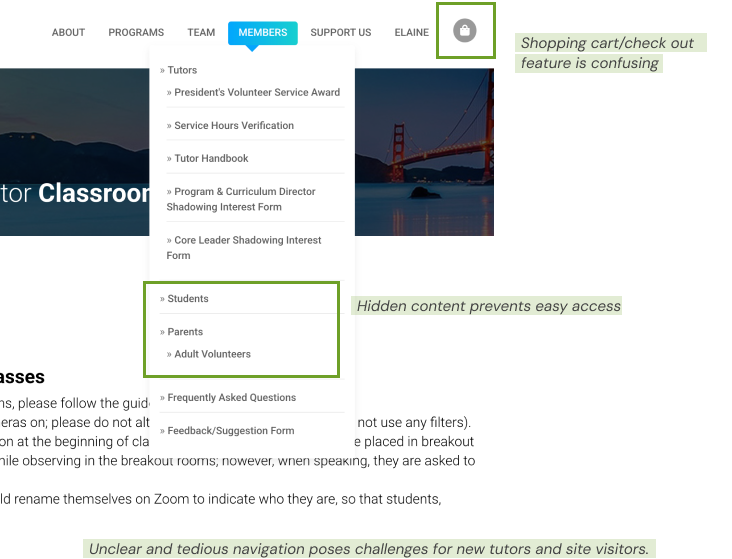 ABOUT PROGRAMS TEAM MEMBERS SUPPORT US ELAINE
Shopping cart/check out
feature is confusing
» Tutors
» President's Volunteer Service Award
» Service Hours Verification
» Tutor Handbook
» Program & Curriculum Director
Shadowing Interest Form
» Core Leader Shadowing Interest
Form
» Students
» Parents
» Adult Volunteers
» Frequently Asked Questions
» Feedback/Suggestion Form
Hidden content prevents easy access
tor Classroon
asses
ns, please follow the guid
eras on; please do not alt not use any filters).
on at the beginning of cla e placed in breakout
hile observing in the breakout rooms; however, when speaking, they are asked to
ld rename themselves on Zoom to indicate who they are, so that students,
Unclear and tedious navigation poses challenges for new tutors and site visitors.